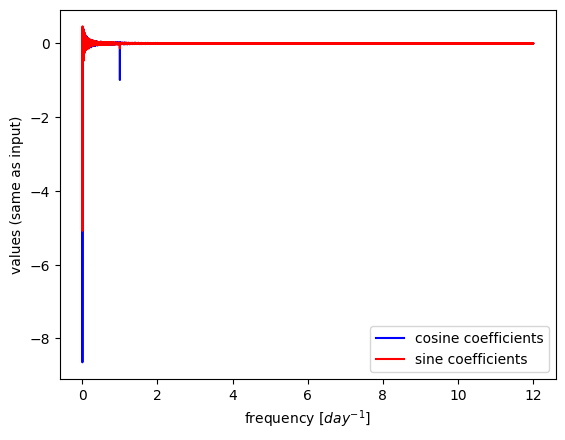 0
−2
−4
−6
−8
values (same as input)
0 2 4 6 8 10 12
frequency [day⁻¹]
cosine coefficients
sine coefficients